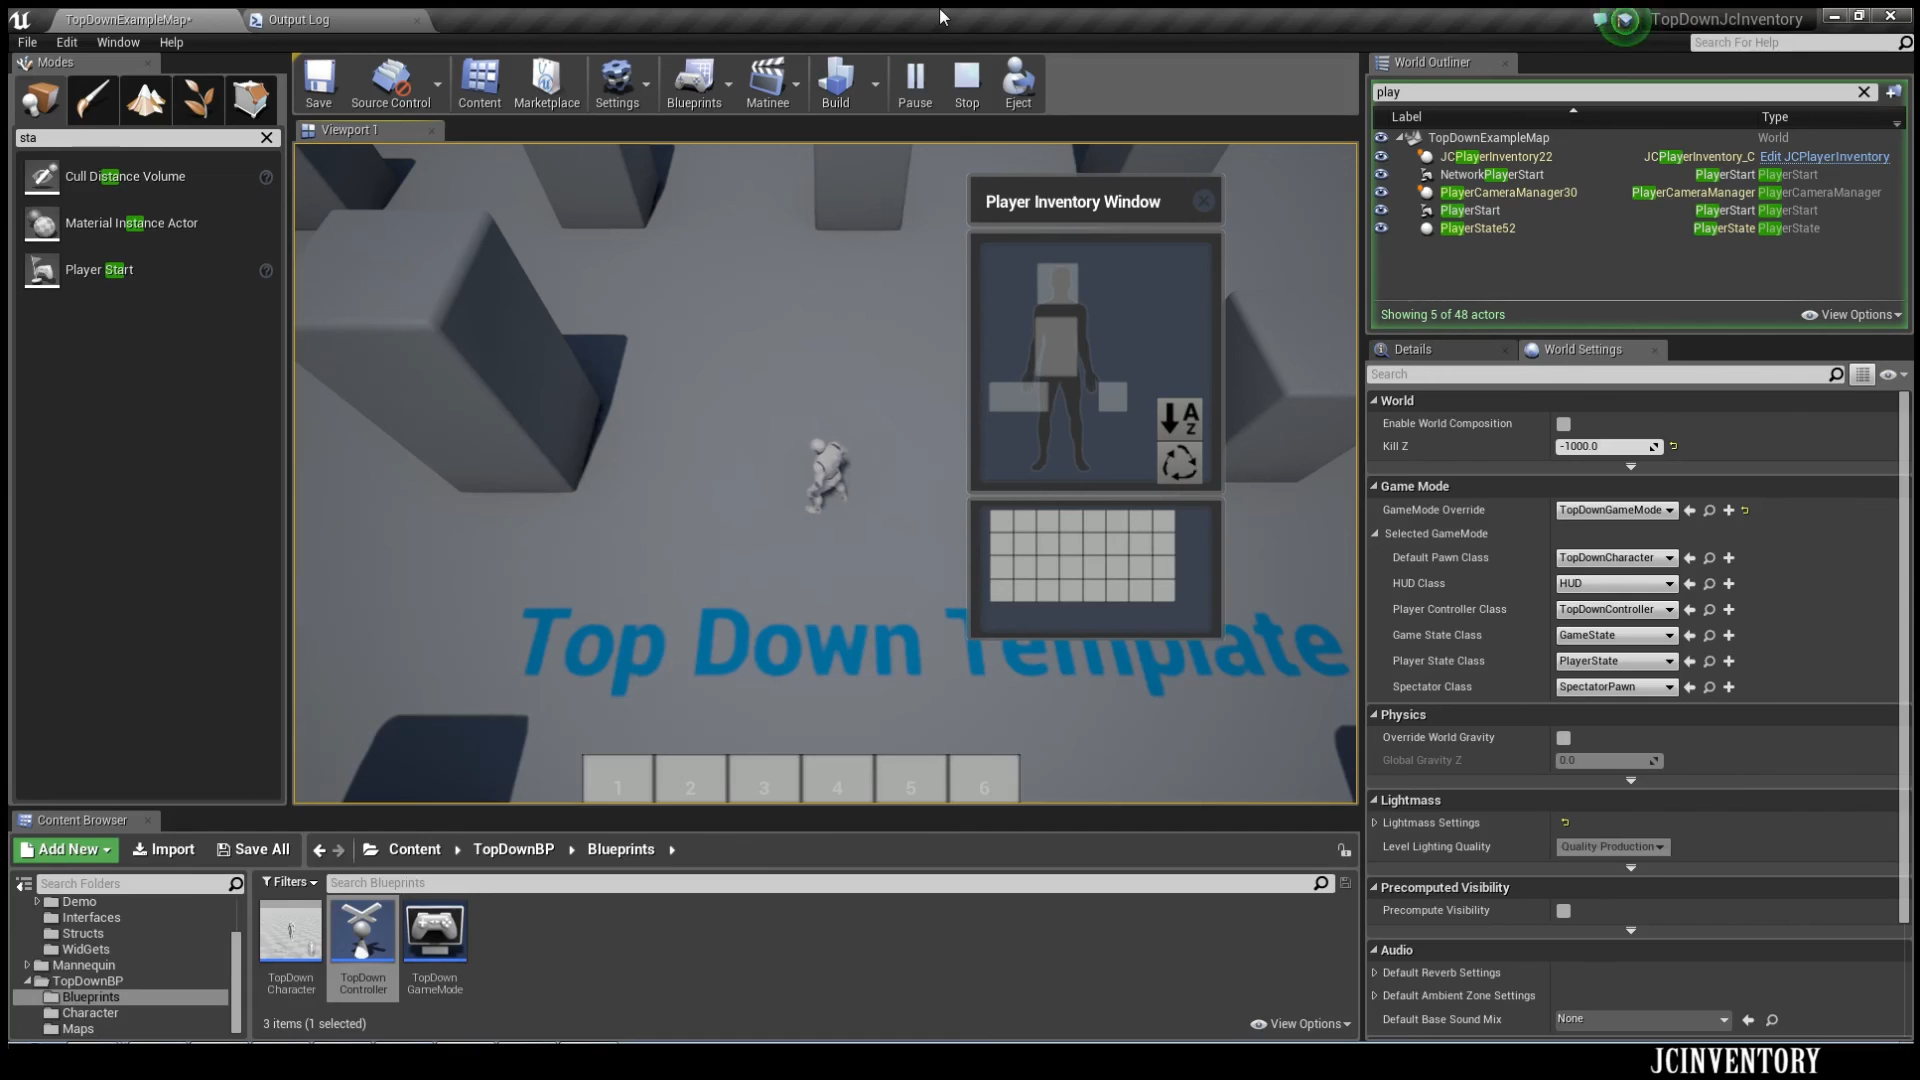 TopDownExampleMap*
Output Log
TopDownJcInventory
File Edit Window Help
Search For Help
Modes
sta
Cull Distance Volume
Material Instance Actor
Player Start
Save
Source Control
Content
Marketplace
Settings
Blueprints
Matinee
Build
Pause
Stop
Eject
Viewport 1
Player Inventory Window
A
Z
Top Down Template
1 2 3 4 5 6
World Outliner
play
Label Type
TopDownExampleMap World
JCPlayerInventory22 JCPlayerInventory_C Edit JCPlayerInventory
NetworkPlayerStart PlayerStart PlayerStart
PlayerCameraManager30 PlayerCameraManager PlayerCameraManager
PlayerStart PlayerStart PlayerStart
PlayerState52 PlayerState PlayerState
Showing 5 of 48 actors
View Options
Details
World Settings
Search
World
Enable World Composition
Kill Z -1000.0
Game Mode
GameMode Override TopDownGameMode
Selected GameMode
Default Pawn Class TopDownCharacter
HUD Class HUD
Player Controller Class TopDownController
Game State Class GameState
Player State Class PlayerState
Spectator Class SpectatorPawn
Physics
Override World Gravity
Global Gravity Z 0.0
Lightmass
Lightmass Settings
Level Lighting Quality Quality Production
Precomputed Visibility
Precompute Visibility
Audio
Default Reverb Settings
Default Ambient Zone Settings
Default Base Sound Mix None
Content Browser
Add New Import Save All Content TopDownBP Blueprints
Search Folders
Filters
Search Blueprints
Demo
Interfaces
Structs
WidGets
Mannequin
TopDownBP
Blueprints
Character
Maps
TopDown
Character
TopDown
Controller
TopDown
GameMode
3 items (1 selected)
View Options
JCINVENTORY